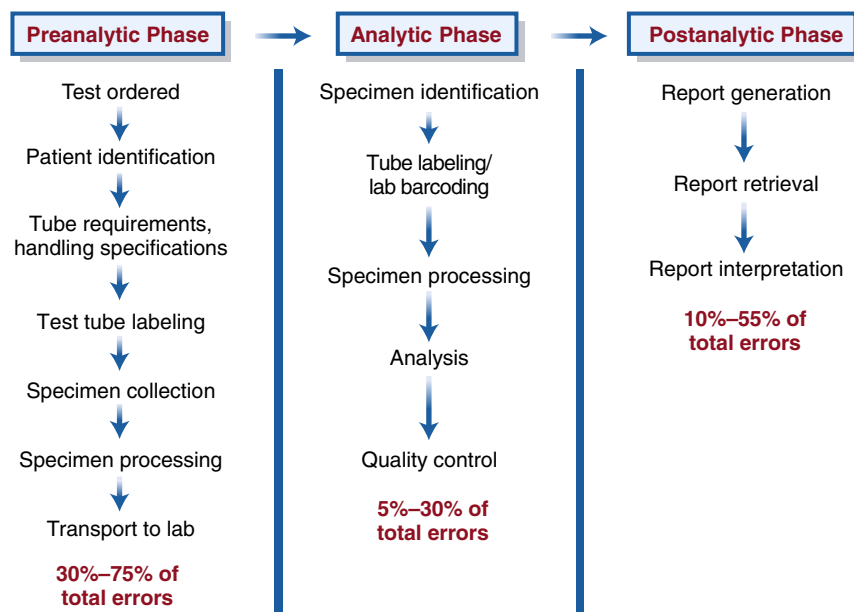 Preanalytic Phase
Test ordered
Patient identification
Tube requirements,
handling specifications
Test tube labeling
Specimen collection
Specimen processing
Transport to lab
30%–75% of
total errors
Analytic Phase
Specimen identification
Tube labeling/
lab barcoding
Specimen processing
Analysis
Quality control
5%–30% of
total errors
Postanalytic Phase
Report generation
Report retrieval
Report interpretation
10%–55% of
total errors